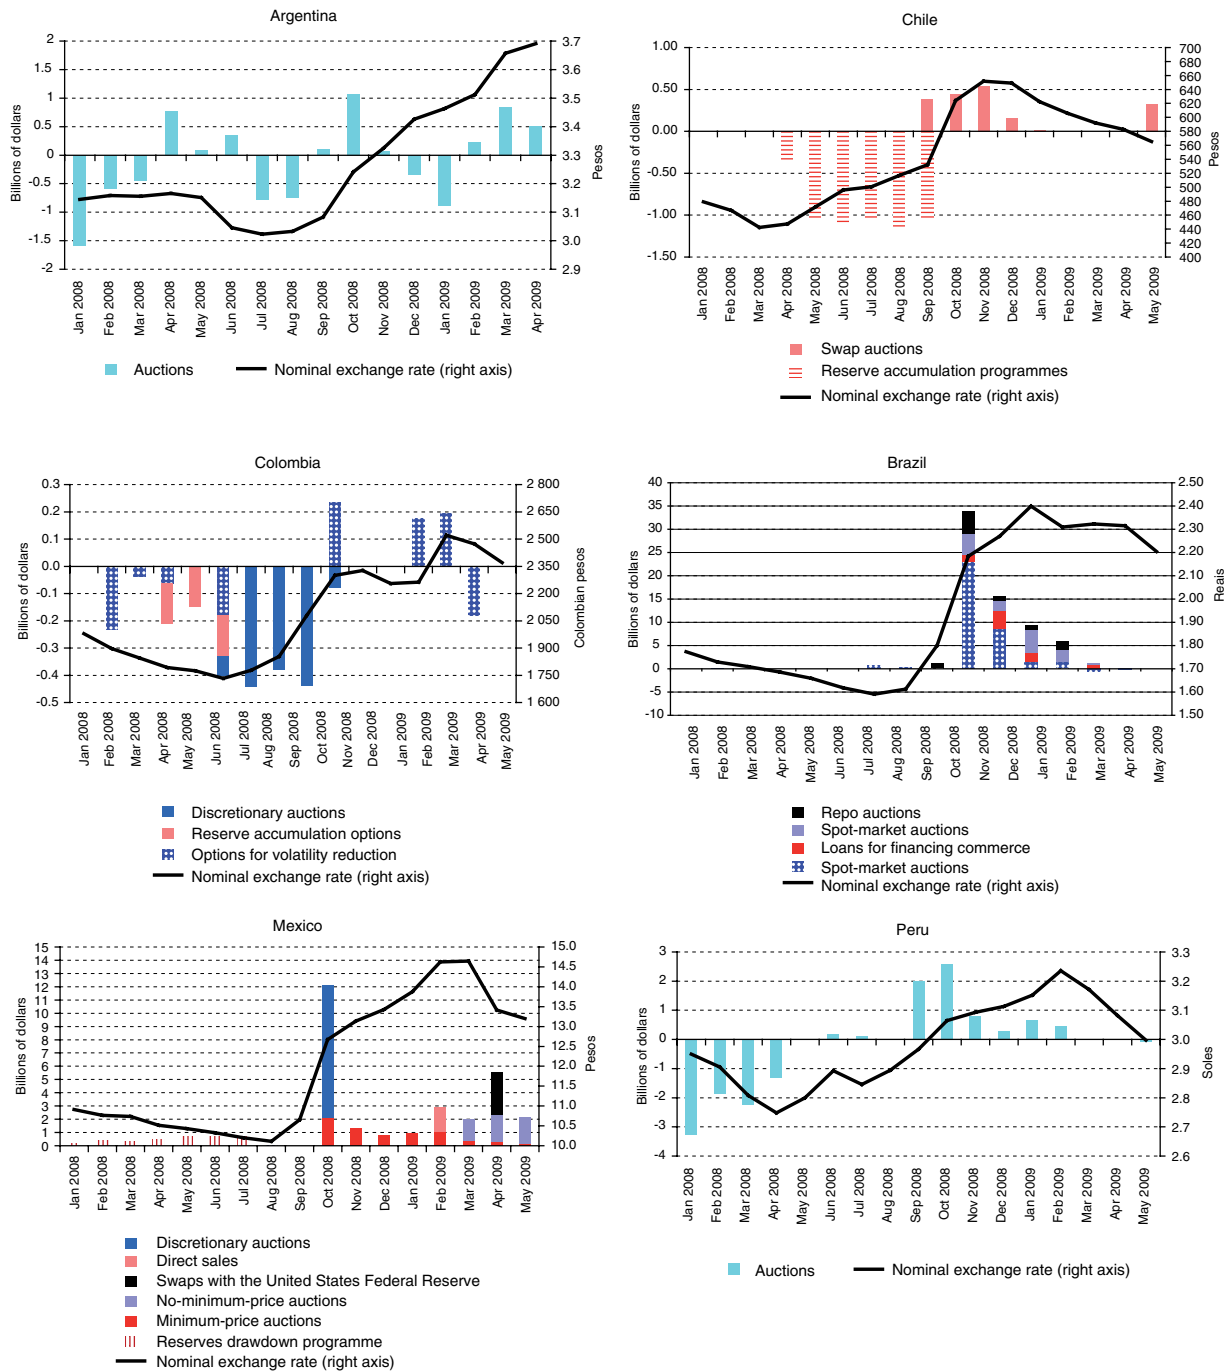 Argentina
2
1.5
1
0.5
0
-0.5
-1
-1.5
-2
Billions of dollars
3.7
3.6
3.5
3.4
3.3
3.2
3.1
3.0
2.9
Pesos
Jan 2008
Feb 2008
Mar 2008
Apr 2008
May 2008
Jun 2008
Jul 2008
Aug 2008
Sep 2008
Oct 2008
Nov 2008
Dec 2008
Jan 2009
Feb 2009
Mar 2009
Apr 2009
Auctions
Nominal exchange rate (right axis)
Chile
1.00
0.50
0.00
-0.50
-1.00
-1.50
Billions of dollars
700
660
640
620
600
580
560
540
520
500
480
460
440
400
Pesos
Jan 2008
Feb 2008
Mar 2008
Apr 2008
May 2008
Jun 2008
Jul 2008
Aug 2008
Sep 2008
Oct 2008
Nov 2008
Dec 2008
Jan 2009
Feb 2009
Mar 2009
Apr 2009
May 2009
Swap auctions
Reserve accumulation programmes
Nominal exchange rate (right axis)
Colombia
0.3
0.2
0.1
0.0
-0.1
-0.2
-0.3
-0.4
-0.5
Billions of dollars
2 800
2 650
2 500
2 350
2 200
2 050
1 900
1 750
1 600
Colombian pesos
Jan 2008
Feb 2008
Mar 2008
Apr 2008
May 2008
Jun 2008
Jul 2008
Aug 2008
Sep 2008
Oct 2008
Nov 2008
Dec 2008
Jan 2009
Feb 2009
Mar 2009
Apr 2009
May 2009
Discretionary auctions
Reserve accumulation options
Options for volatility reduction
Nominal exchange rate (right axis)
Brazil
40
35
30
25
20
15
10
5
0
-5
-10
Billions of dollars
2.50
2.40
2.30
2.20
2.10
2.00
1.90
1.80
1.70
1.60
1.50
Reais
Jan 2008
Feb 2008
Mar 2008
Apr 2008
May 2008
Jun 2008
Jul 2008
Aug 2008
Sep 2008
Oct 2008
Nov 2008
Dec 2008
Jan 2009
Feb 2009
Mar 2009
Apr 2009
May 2009
Repo auctions
Spot-market auctions
Loans for financing commerce
Spot-market auctions
Nominal exchange rate (right axis)
Mexico
15
14
13
12
11
10
9
8
7
6
5
4
3
2
1
0
Billions of dollars
15.0
14.5
14.0
13.5
13.0
12.5
12.0
11.5
11.0
10.5
10.0
Pesos
Jan 2008
Feb 2008
Mar 2008
Apr 2008
May 2008
Jun 2008
Jul 2008
Aug 2008
Sep 2008
Oct 2008
Nov 2008
Dec 2008
Jan 2009
Feb 2009
Mar 2009
Apr 2009
May 2009
Discretionary auctions
Direct sales
Swaps with the United States Federal Reserve
No-minimum-price auctions
Minimum-price auctions
Reserves drawdown programme
Nominal exchange rate (right axis)
Peru
3
2
1
0
-1
-2
-3
-4
Billions of dollars
3.3
3.2
3.1
3.0
2.9
2.8
2.7
2.6
Soles
Jan 2008
Feb 2008
Mar 2008
Apr 2008
May 2008
Jun 2008
Jul 2008
Aug 2008
Sep 2008
Oct 2008
Nov 2008
Dec 2008
Jan 2009
Feb 2009
Mar 2009
Apr 2009
May 2009
Auctions
Nominal exchange rate (right axis)